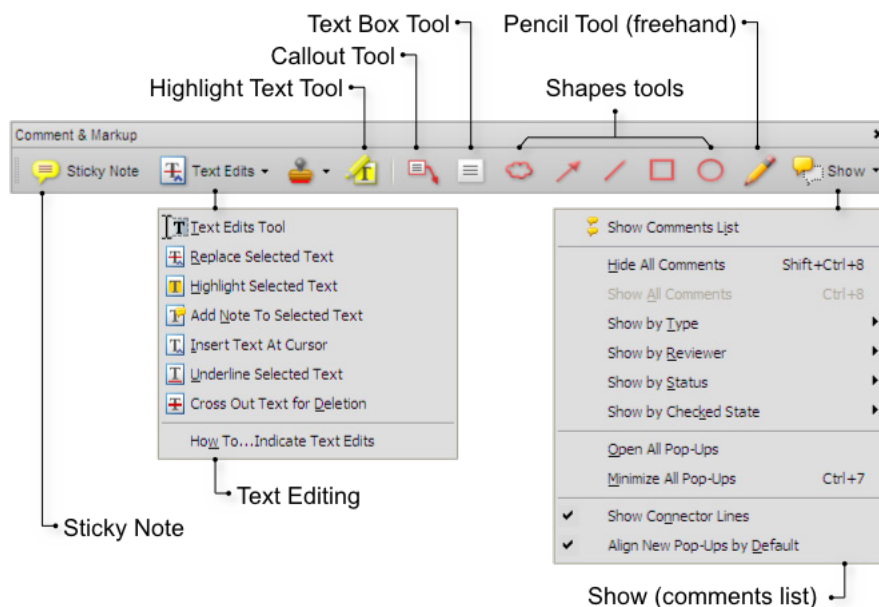 Text Box Tool
Pencil Tool (freehand)
Callout Tool
Highlight Text Tool
Shapes tools
Comment & Markup
Sticky Note
Text Edits
Show
Text Edits Tool
Replace Selected Text
Highlight Selected Text
Add Note To Selected Text
Insert Text At Cursor
Underline Selected Text
Cross Out Text for Deletion
How To...Indicate Text Edits
Show Comments List
Hide All Comments Shift+Ctrl+8
Show All Comments Ctrl+8
Show by Type
Show by Reviewer
Show by Status
Show by Checked State
Open All Pop-Ups
Minimize All Pop-Ups Ctrl+7
Show Connector Lines
Align New Pop-Ups by Default
Text Editing
Sticky Note
Show (comments list)